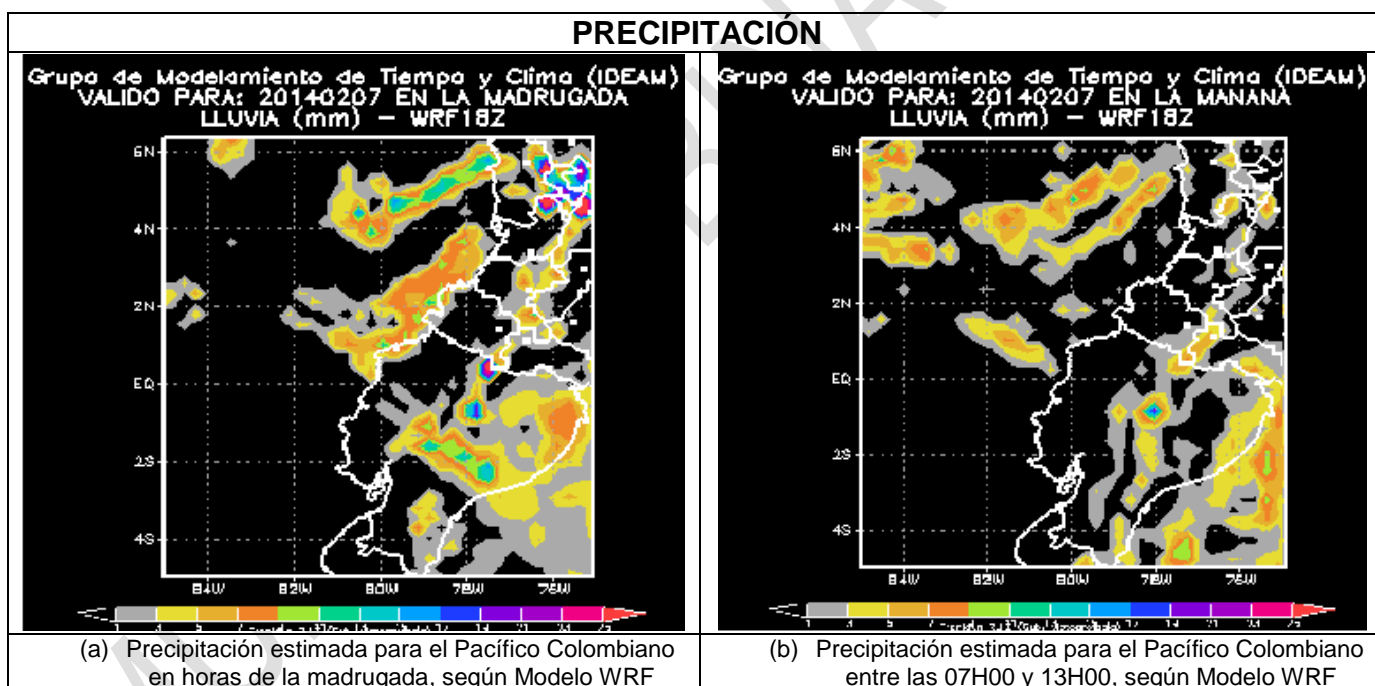 PRECIPITACIÓN
Grupo de Modelamiento de Tiempo y Clima (IDEAM)
VALIDO PARA: 20140207 EN LA MADRUGADA
LLUVIA (mm) - WRF18Z
6N
4N
2N
EQ
2S
4S
84W 82W 80W 78W 76W
Grupo de Modelamiento de Tiempo y Clima (IDEAM)
VALIDO PARA: 20140207 EN LA MANANA
LLUVIA (mm) - WRF18Z
6N
4N
2N
EQ
2S
4S
84W 82W 80W 78W 76W
(a) Precipitación estimada para el Pacífico Colombiano
en horas de la madrugada, según Modelo WRF
(b) Precipitación estimada para el Pacífico Colombiano
entre las 07H00 y 13H00, según Modelo WRF